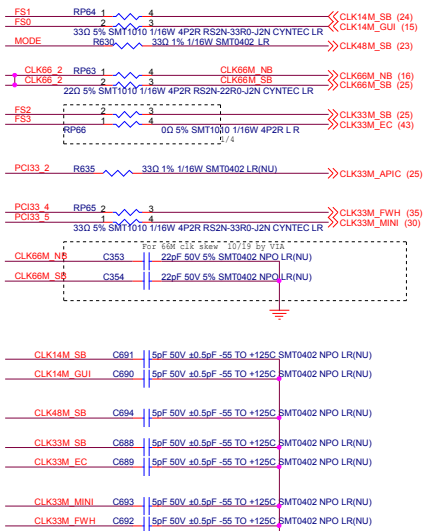 FS1 RP64 1 4 CLK14M_SB (24)
FS0 2 3 CLK14M_GUI (15)
33Ω 5% SMT1010 1/16W 4P2R RS2N-33R0-J2N CYNTEC LR
MODE R630 33Ω 1% 1/16W SMT0402 LR CLK48M_SB (23)
CLK66_2 RP63 1 4 CLK66M_NB CLK66M_NB (16)
CLK66_2 2 3 CLK66M_SB CLK66M_SB (25)
22Ω 5% SMT1010 1/16W 4P2R RS2N-22R0-J2N CYNTEC LR
FS2 2 3 CLK33M_SB (25)
FS3 1 4 CLK33M_EC (43)
RP66 0Ω 5% SMT1010 1/16W 4P2R L R
1/4
PCI33_2 R635 33Ω 1% 1/16W SMT0402 LR(NU) CLK33M_APIC (25)
PCI33_4 RP65 2 3 CLK33M_FWH (35)
PCI33_5 1 4 CLK33M_MINI (30)
33Ω 5% SMT1010 1/16W 4P2R RS2N-33R0-J2N CYNTEC LR
For 66M clk skew 10/19 by VIA
CLK66M_NB C353 22pF 50V 5% SMT0402 NPO LR(NU)
CLK66M_SB C354 22pF 50V 5% SMT0402 NPO LR(NU)
CLK14M_SB C691 5pF 50V ±0.5pF -55 TO +125C SMT0402 NPO LR(NU)
CLK14M_GUI C690 5pF 50V ±0.5pF -55 TO +125C SMT0402 NPO LR(NU)
CLK48M_SB C694 5pF 50V ±0.5pF -55 TO +125C SMT0402 NPO LR(NU)
CLK33M_SB C688 5pF 50V ±0.5pF -55 TO +125C SMT0402 NPO LR(NU)
CLK33M_EC C689 5pF 50V ±0.5pF -55 TO +125C SMT0402 NPO LR(NU)
CLK33M_MINI C693 5pF 50V ±0.5pF -55 TO +125C SMT0402 NPO LR(NU)
CLK33M_FWH C692 5pF 50V ±0.5pF -55 TO +125C SMT0402 NPO LR(NU)